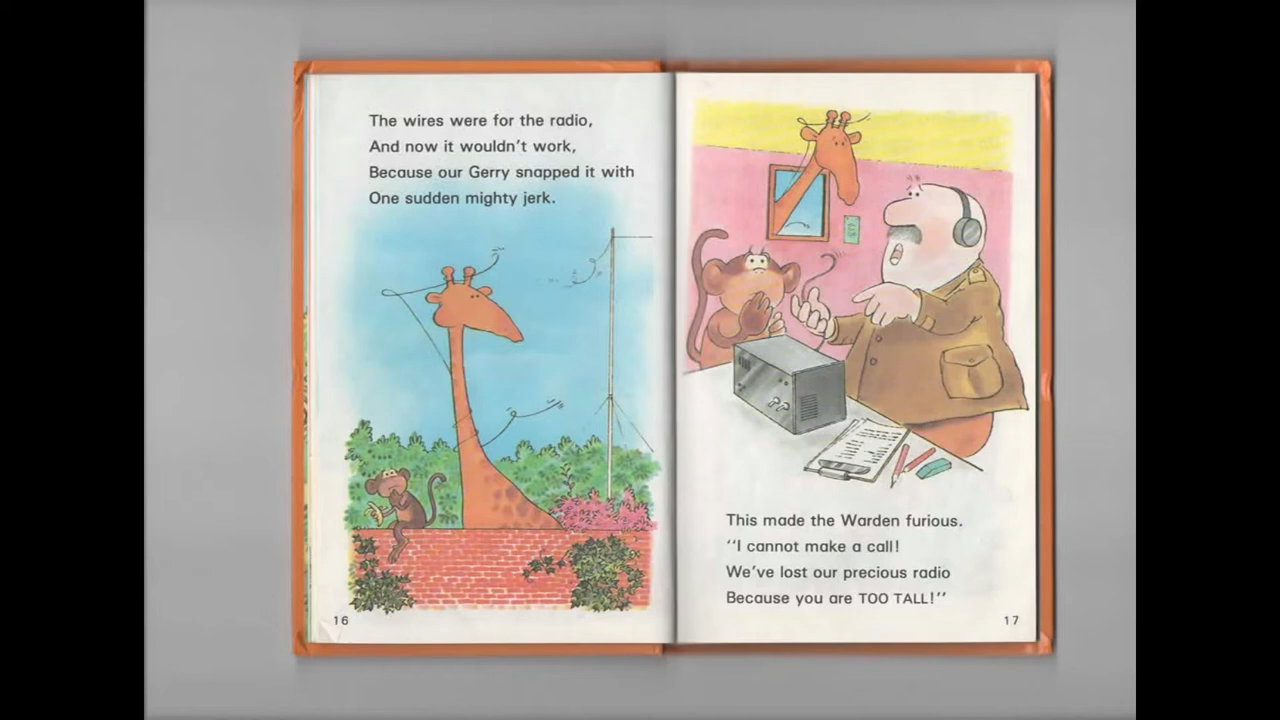 The wires were for the radio,
And now it wouldn't work,
Because our Gerry snapped it with
One sudden mighty jerk.
16
This made the Warden furious.
"I cannot make a call!
We've lost our precious radio
Because you are TOO TALL!"
17